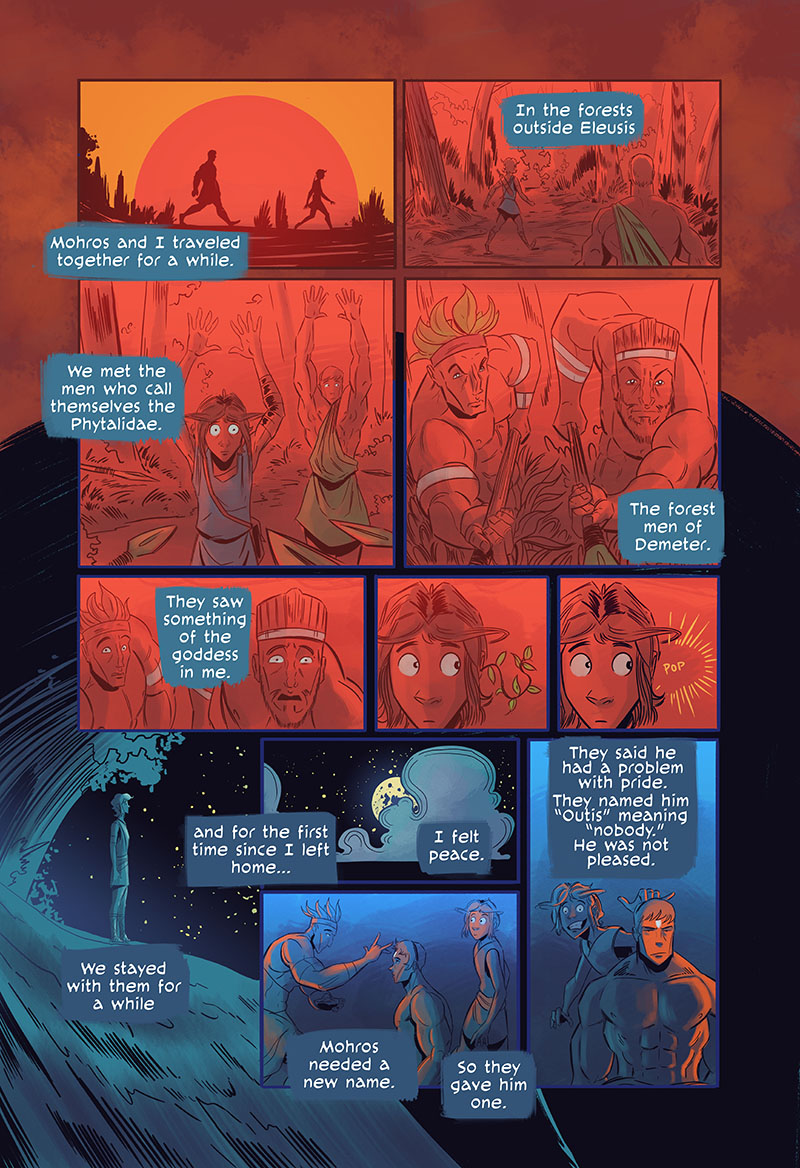 Mohros and I traveled
together for a while.
In the forests
outside Eleusis
We met the
men who call
themselves the
Phytalidae.
The forest
men of
Demeter.
They saw
something
of the
goddess
in me.
POP
We stayed
with them for
a while
and for the first
time since I left
home...
I felt
peace.
Mohros
needed a
new name.
So they
gave him
one.
They said he
had a problem
with pride.
They named him
"Outis" meaning
"nobody."
He was not
pleased.